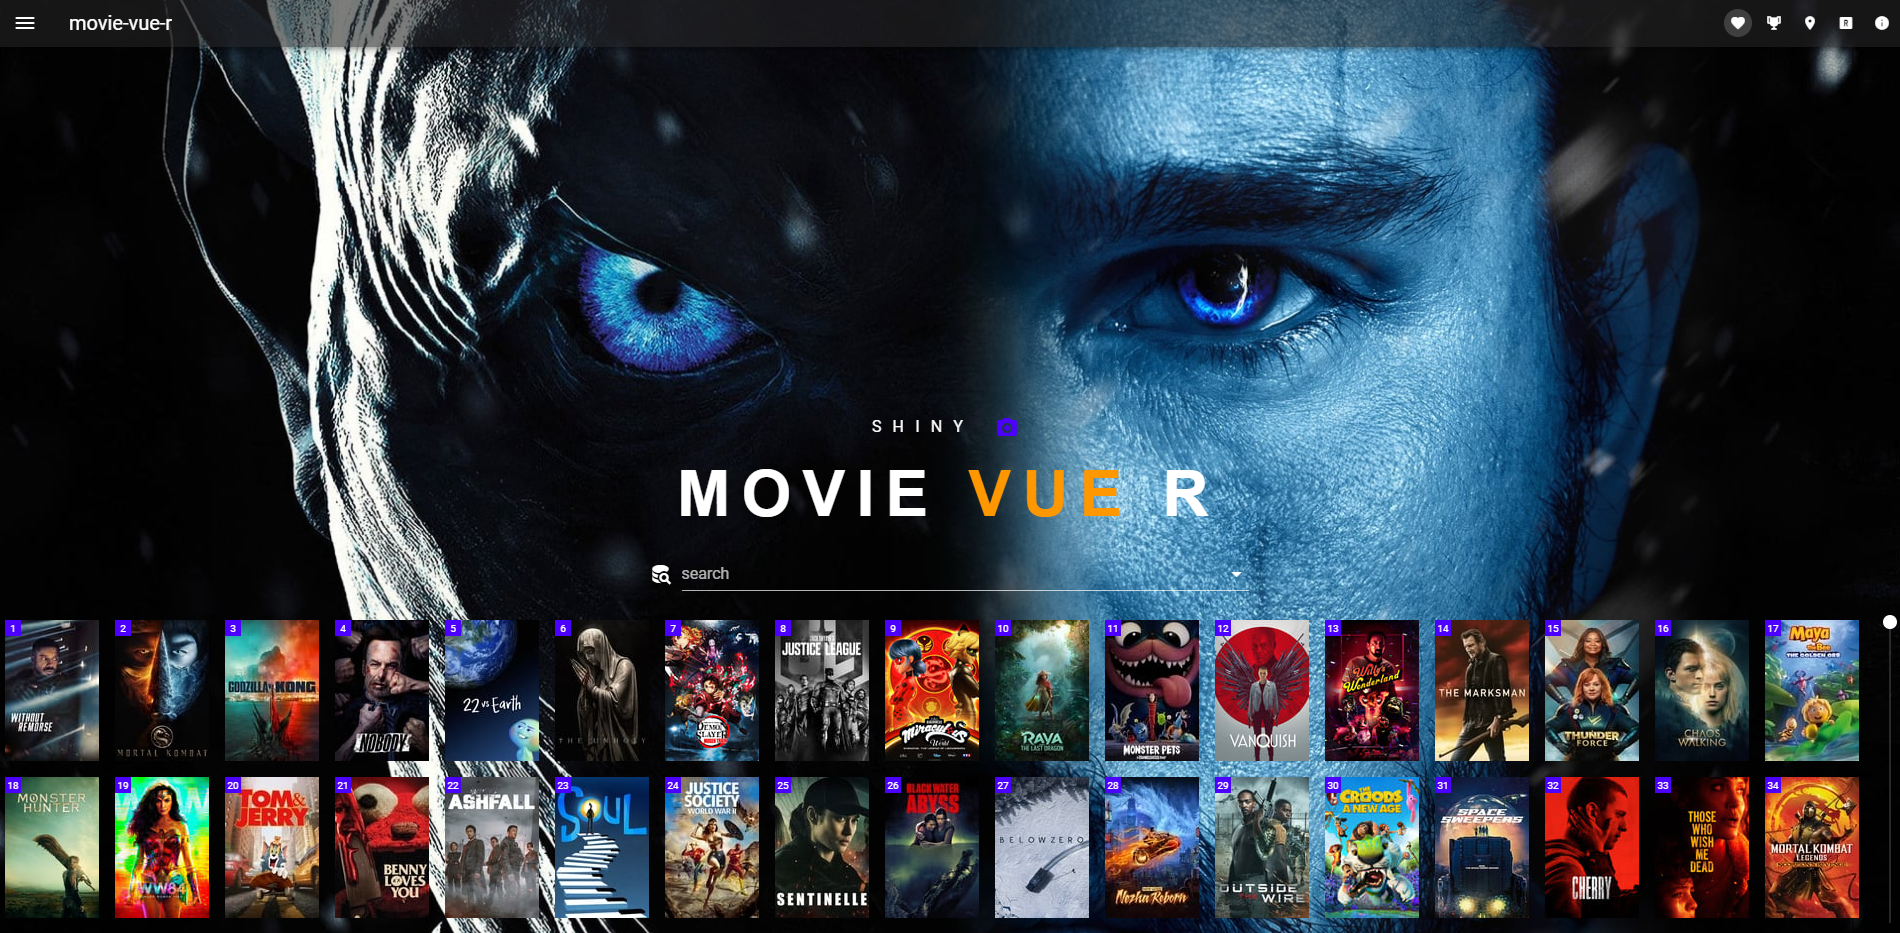 movie-vue-r
R
SHINY
MOVIE VUE R
search
1
WITHOUT
REMORSE
2
MORTAL KOMBAT
3
GODZILLA KONG
4
NOBODY
5
22 vs Earth
6
THE UNHOLY
7
DEMON
SLAYER
8
JUSTICE LEAGUE
9
Miraculous
World
10
RAYA
THE LAST DRAGON
11
MONSTER PETS
12
VANQUISH
13
Willy's
Wonderland
14
THE MARKSMAN
15
THUNDER
FORCE
16
CHAOS
WALKING
17
Maya
the Bee
THE GOLDEN ORB
18
MONSTER
HUNTER
19
WW84
20
TOM &
JERRY
21
BENNY
LOVES
YOU
22
ASHFALL
23
SOUL
24
JUSTICE
SOCIETY
WORLD WAR II
25
SENTINELLE
26
BLACK WATER
ABYSS
27
BELOW ZERO
28
Nezha Reborn
29
OUTSIDE
THE WIRE
30
THE
CROODS
A NEW AGE
31
SPACE
SWEEPERS
32
CHERRY
33
THOSE
WHO
WISH
ME
DEAD
34
MORTAL KOMBAT
LEGENDS